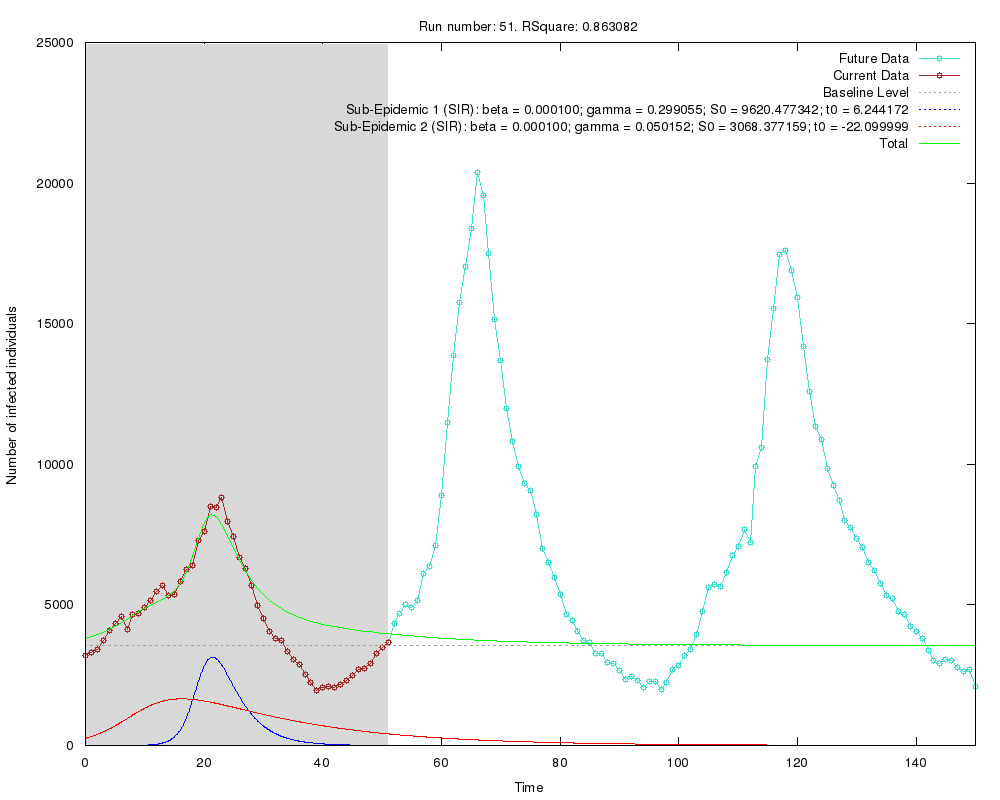 Run number: 51. RSquare: 0.863082
25000
20000
15000
10000
5000
0
Number of infected individuals
Future Data
Current Data
Baseline Level
Sub-Epidemic 1 (SIR): beta = 0.000100; gamma = 0.299055; S0 = 9620.477342; t0 = 6.244172
Sub-Epidemic 2 (SIR): beta = 0.000100; gamma = 0.050152; S0 = 3068.377159; t0 = -22.099999
Total
0 20 40 60 80 100 120 140
Time